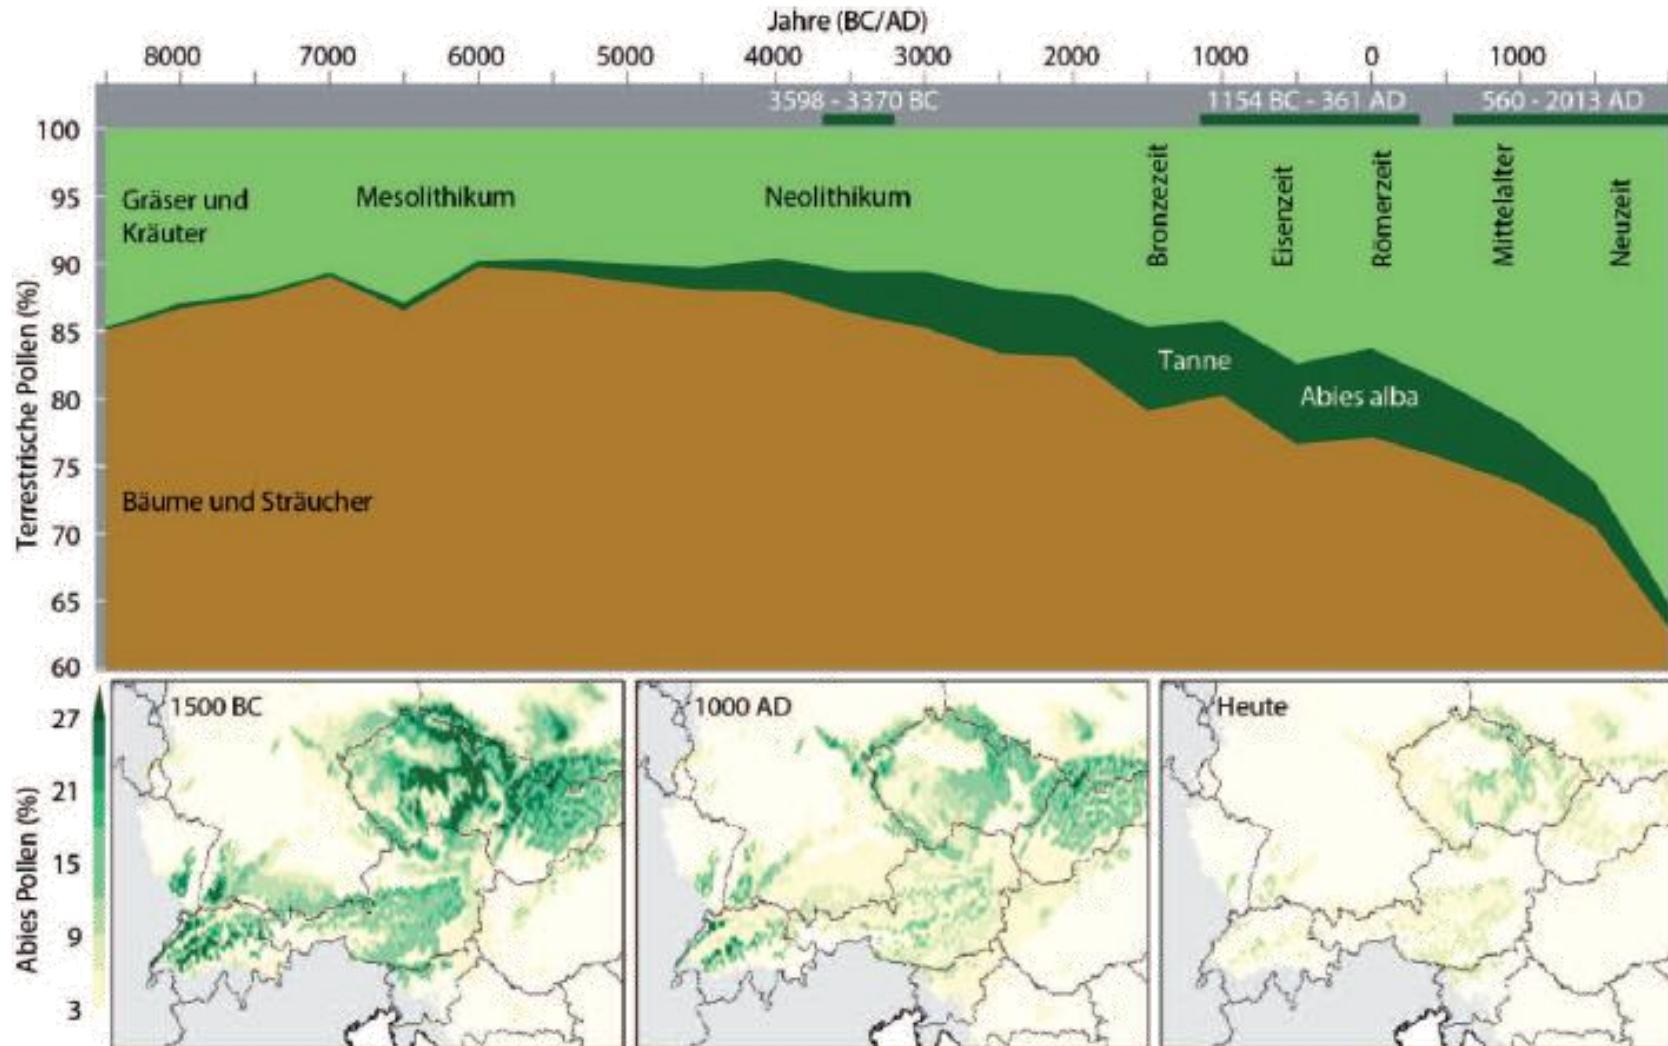 Jahre (BC/AD)
8000 7000 6000 5000 4000 3000 2000 1000 0 1000
3598 - 3370 BC 1154 BC - 361 AD 560 - 2013 AD
Terrestrische Pollen (%)
100
95
90
85
80
75
70
65
60
Gräser und
Kräuter
Mesolithikum
Neolithikum
Bronzezeit
Eisenzeit
Römerzeit
Mittelalter
Neuzeit
Tanne
Abies alba
Bäume und Sträucher
Abies Pollen (%)
27
21
15
9
3
1500 BC
1000 AD
Heute